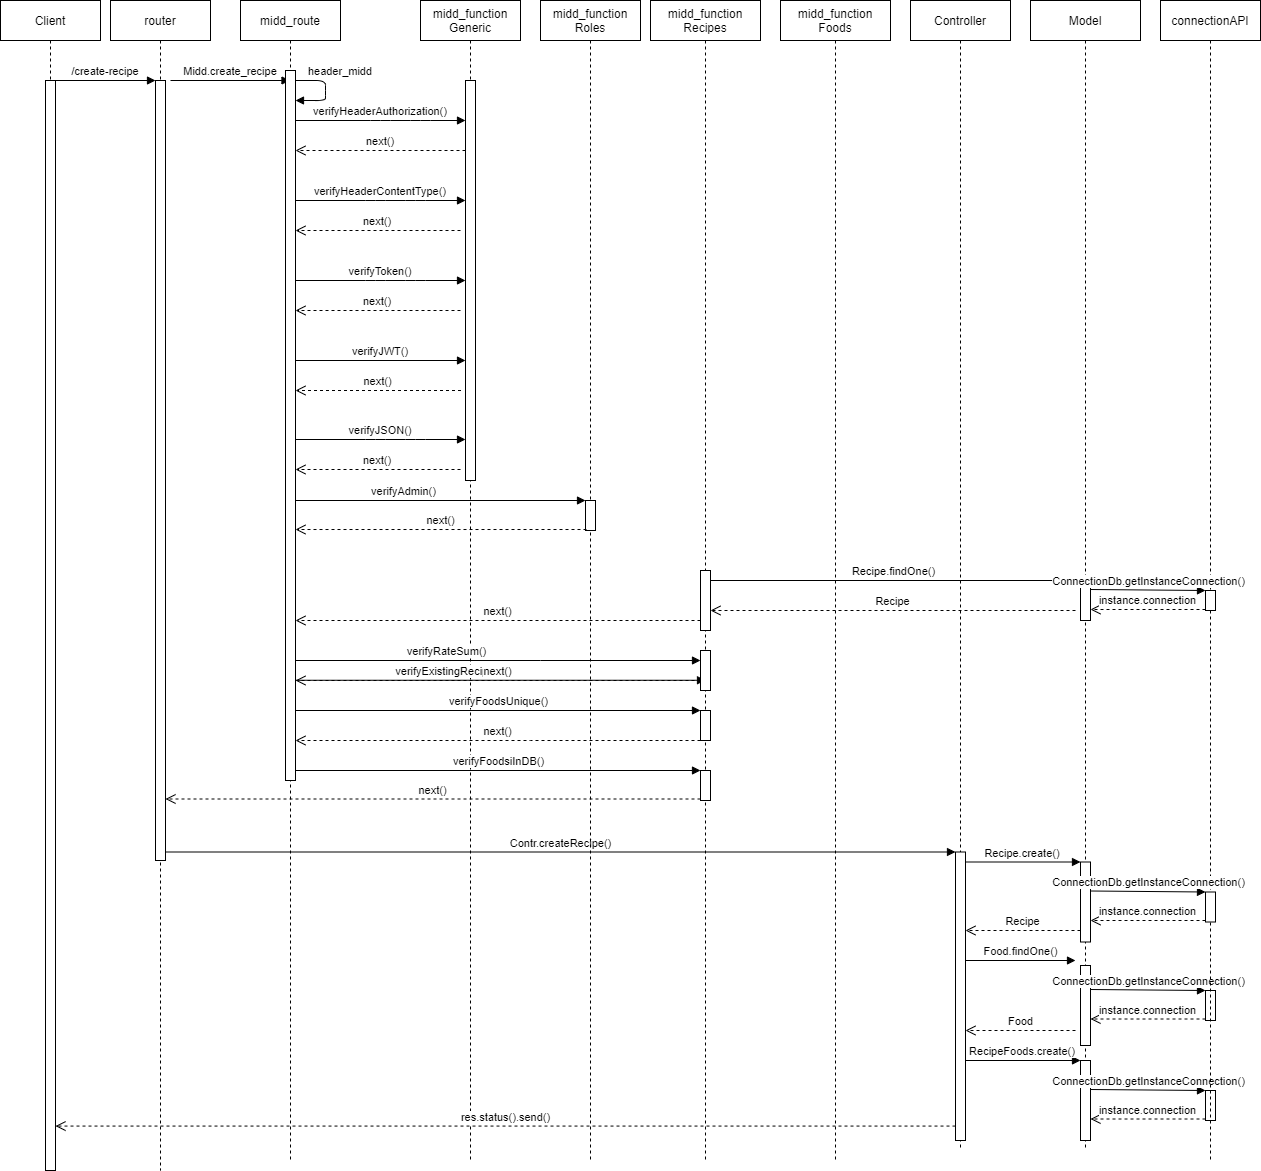 Client
router
midd_route
midd_function
Generic
midd_function
Roles
midd_function
Recipes
midd_function
Foods
Controller
Model
connectionAPI
/create-recipe
Midd.create_recipe
header_midd
verifyHeaderAuthorization()
next()
verifyHeaderContentType()
next()
verifyToken()
next()
verifyJWT()
next()
verifyJSON()
next()
verifyAdmin()
next()
Recipe.findOne()
ConnectionDb.getInstanceConnection()
instance.connection
Recipe
next()
verifyRateSum()
verifyExistingReci
next()
verifyFoodsUnique()
next()
verifyFoodsiInDB()
next()
Contr.createRecipe()
Recipe.create()
ConnectionDb.getInstanceConnection()
instance.connection
Recipe
Food.findOne()
ConnectionDb.getInstanceConnection()
instance.connection
Food
RecipeFoods.create()
ConnectionDb.getInstanceConnection()
instance.connection
res.status().send()